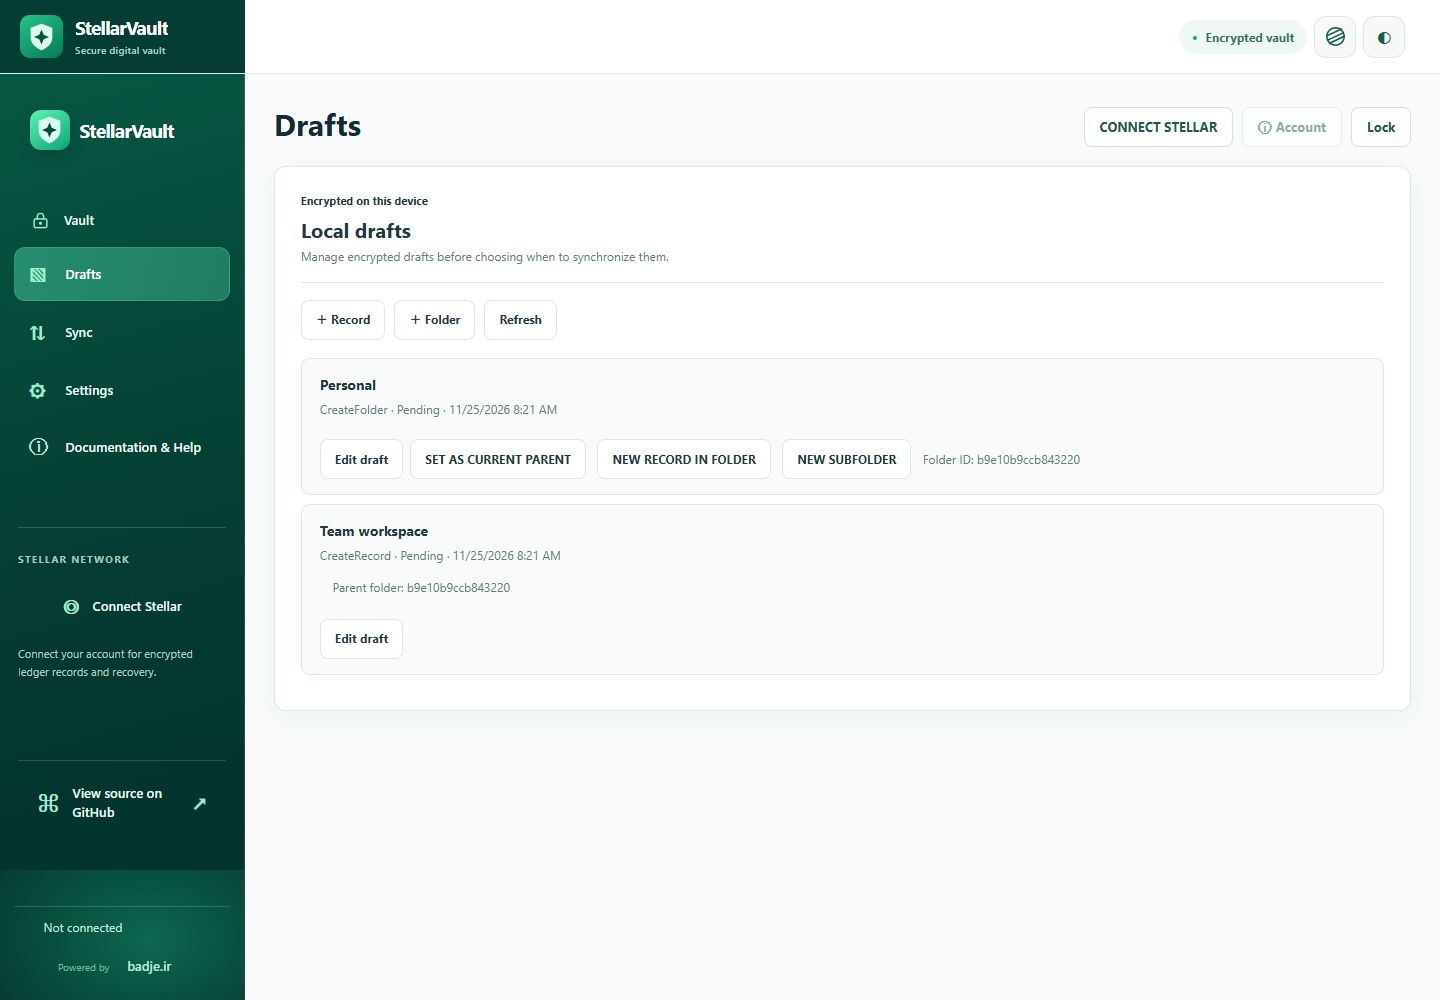 StellarVault
Secure digital vault
Encrypted vault
StellarVault
Vault
Drafts
Sync
Settings
Documentation & Help
STELLAR NETWORK
Connect Stellar
Connect your account for encrypted
ledger records and recovery.
View source on
GitHub
Not connected
Powered by badje.ir
Drafts
CONNECT STELLAR
Account
Lock
Encrypted on this device
Local drafts
Manage encrypted drafts before choosing when to synchronize them.
+ Record
+ Folder
Refresh
Personal
CreateFolder · Pending · 11/25/2026 8:21 AM
Edit draft
SET AS CURRENT PARENT
NEW RECORD IN FOLDER
NEW SUBFOLDER
Folder ID: b9e10b9ccb843220
Team workspace
CreateRecord · Pending · 11/25/2026 8:21 AM
Parent folder: b9e10b9ccb843220
Edit draft